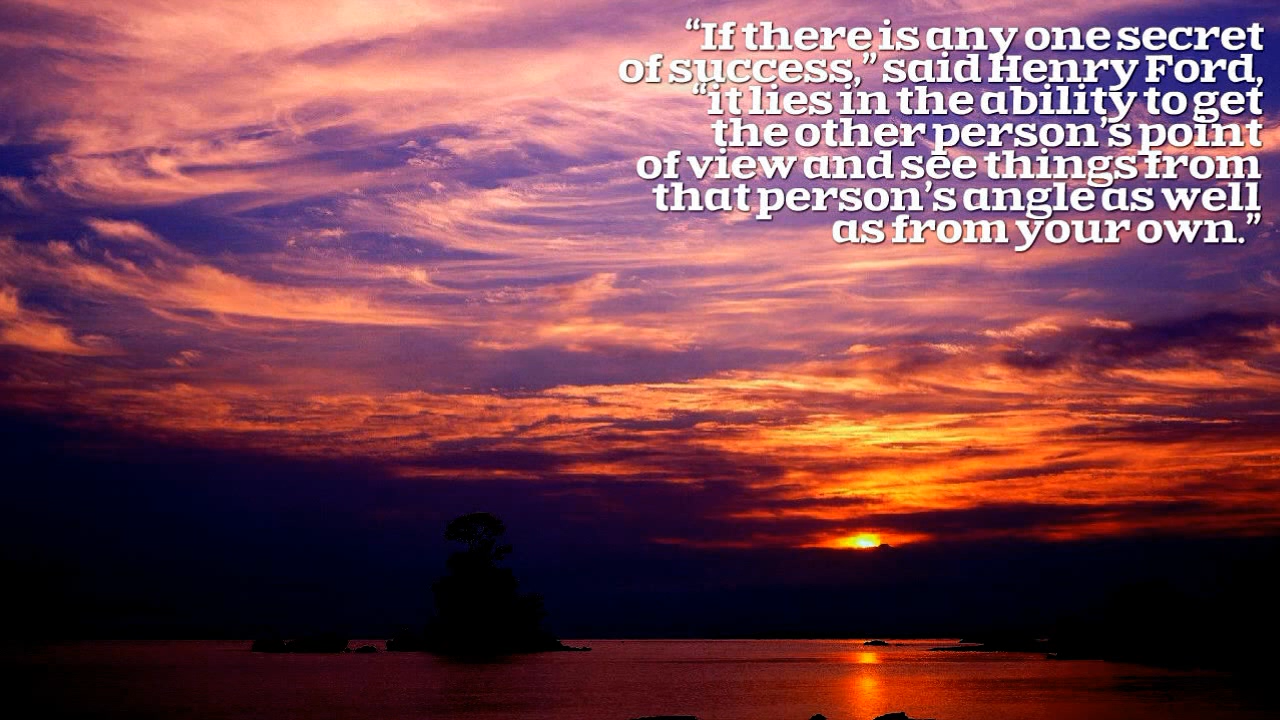 “If there is any one secret
of success,” said Henry Ford,
“it lies in the ability to get
the other person’s point
of view and see things from
that person’s angle as well
as from your own.”